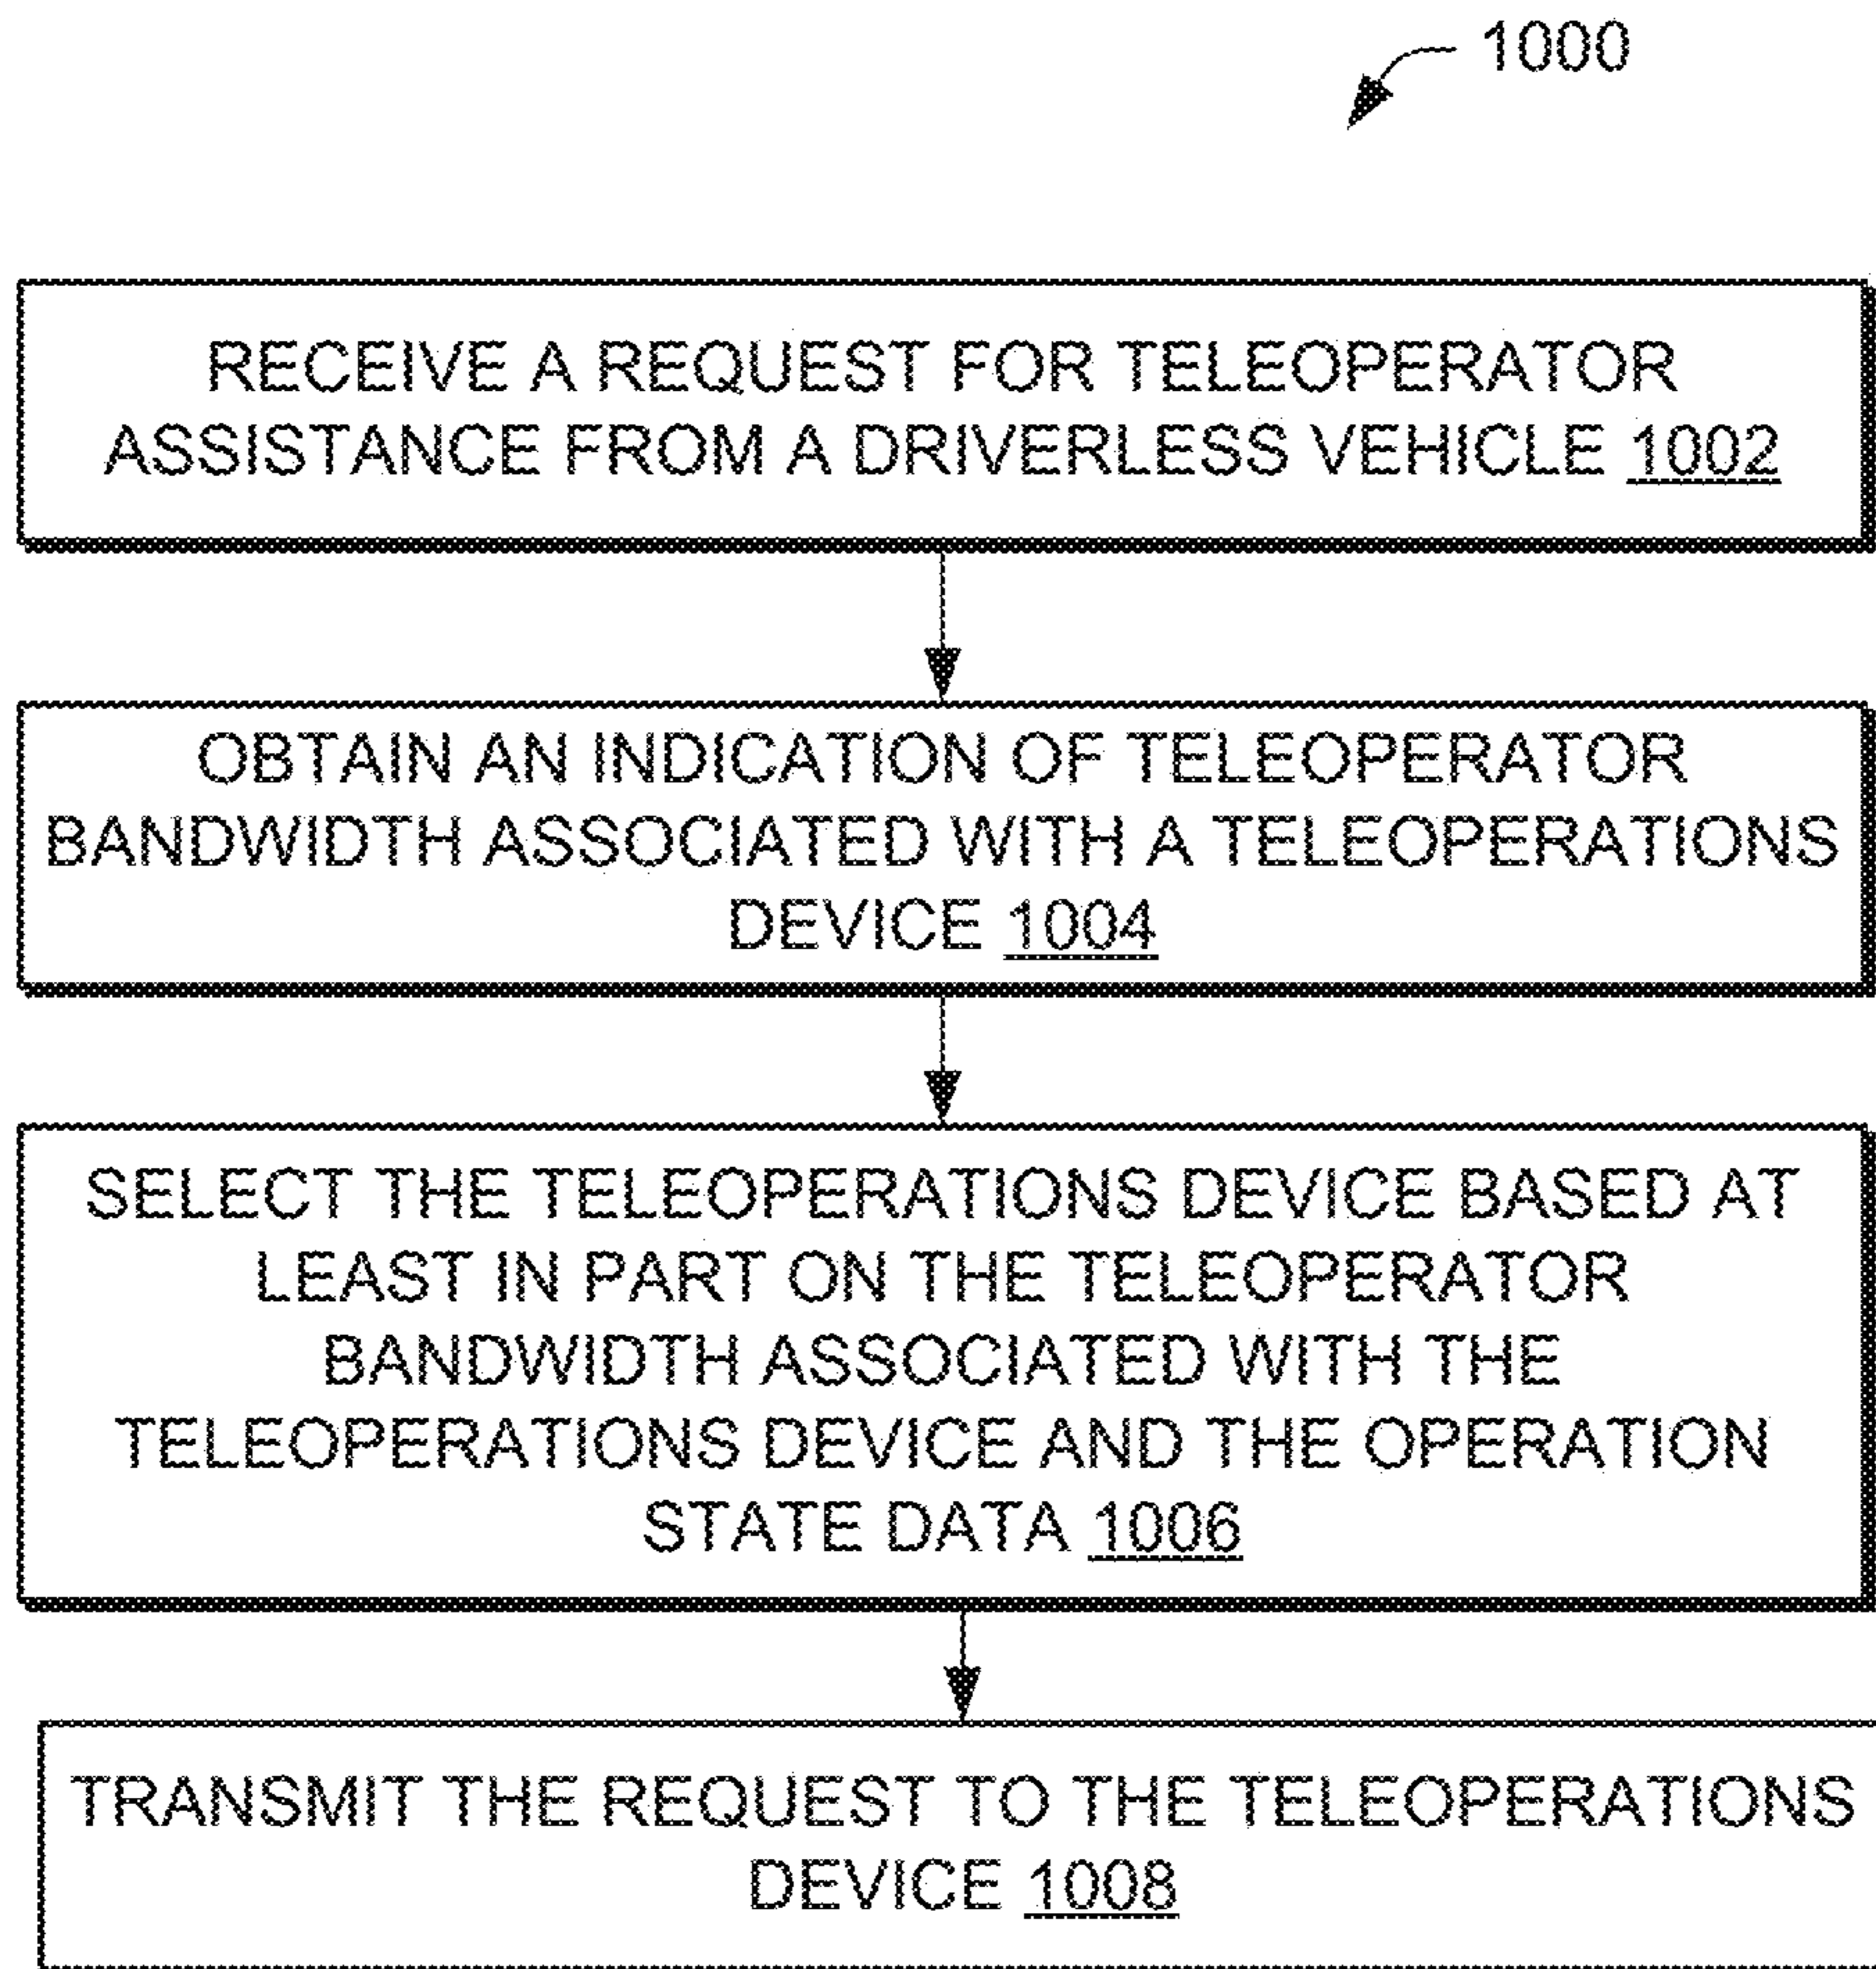 1000
RECEIVE A REQUEST FOR TELEOPERATOR
ASSISTANCE FROM A DRIVERLESS VEHICLE 1002
OBTAIN AN INDICATION OF TELEOPERATOR
BANDWIDTH ASSOCIATED WITH A TELEOPERATIONS
DEVICE 1004
SELECT THE TELEOPERATIONS DEVICE BASED AT
LEAST IN PART ON THE TELEOPERATOR
BANDWIDTH ASSOCIATED WITH THE
TELEOPERATIONS DEVICE AND THE OPERATION
STATE DATA 1006
TRANSMIT THE REQUEST TO THE TELEOPERATIONS
DEVICE 1008